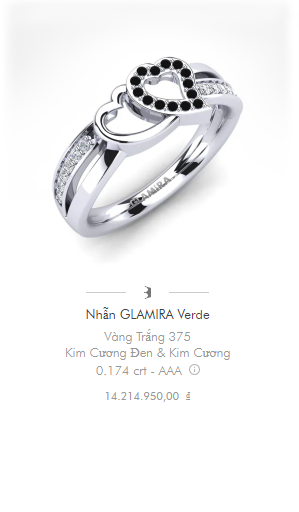 GLAMIRA
Nhẫn GLAMIRA Verde
Vàng Trắng 375
Kim Cương Đen & Kim Cương
0.174 crt - AAA
14.214.950,00 ₫